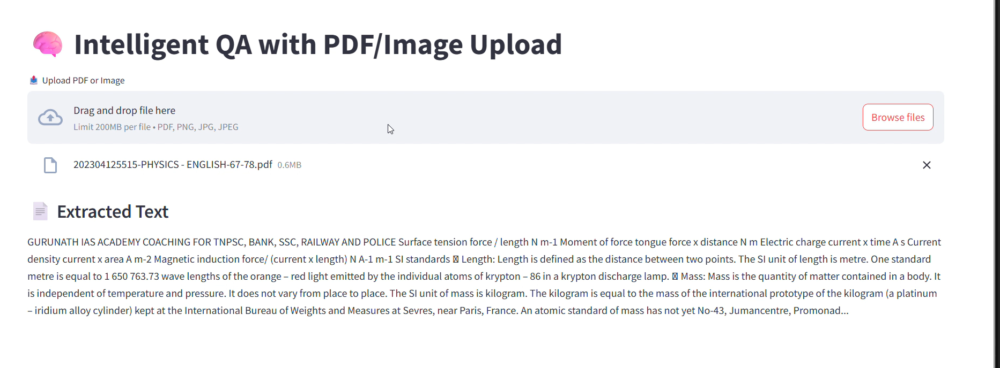 Intelligent QA with PDF/Image Upload
Upload PDF or Image
Drag and drop file here
Limit 200MB per file • PDF, PNG, JPG, JPEG
Browse files
202304125515-PHYSICS - ENGLISH-67-78.pdf 0.6MB
Extracted Text
GURUNATH IAS ACADEMY COACHING FOR TNPSC, BANK, SSC, RAILWAY AND POLICE Surface tension force / length N m-1 Moment of force tongue force x distance N m Electric charge current x time A s Current
density current x area A m-2 Magnetic induction force/ (current x length) N A-1 m-1 SI standards  Length: Length is defined as the distance between two points. The SI unit of length is metre. One standard
metre is equal to 1 650 763.73 wave lengths of the orange – red light emitted by the individual atoms of krypton – 86 in a krypton discharge lamp.  Mass: Mass is the quantity of matter contained in a body. It
is independent of temperature and pressure. It does not vary from place to place. The SI unit of mass is kilogram. The kilogram is equal to the mass of the international prototype of the kilogram (a platinum
– iridium alloy cylinder) kept at the International Bureau of Weights and Measures at Sevres, near Paris, France. An atomic standard of mass has not yet No-43, Jumancentre, Promonad...